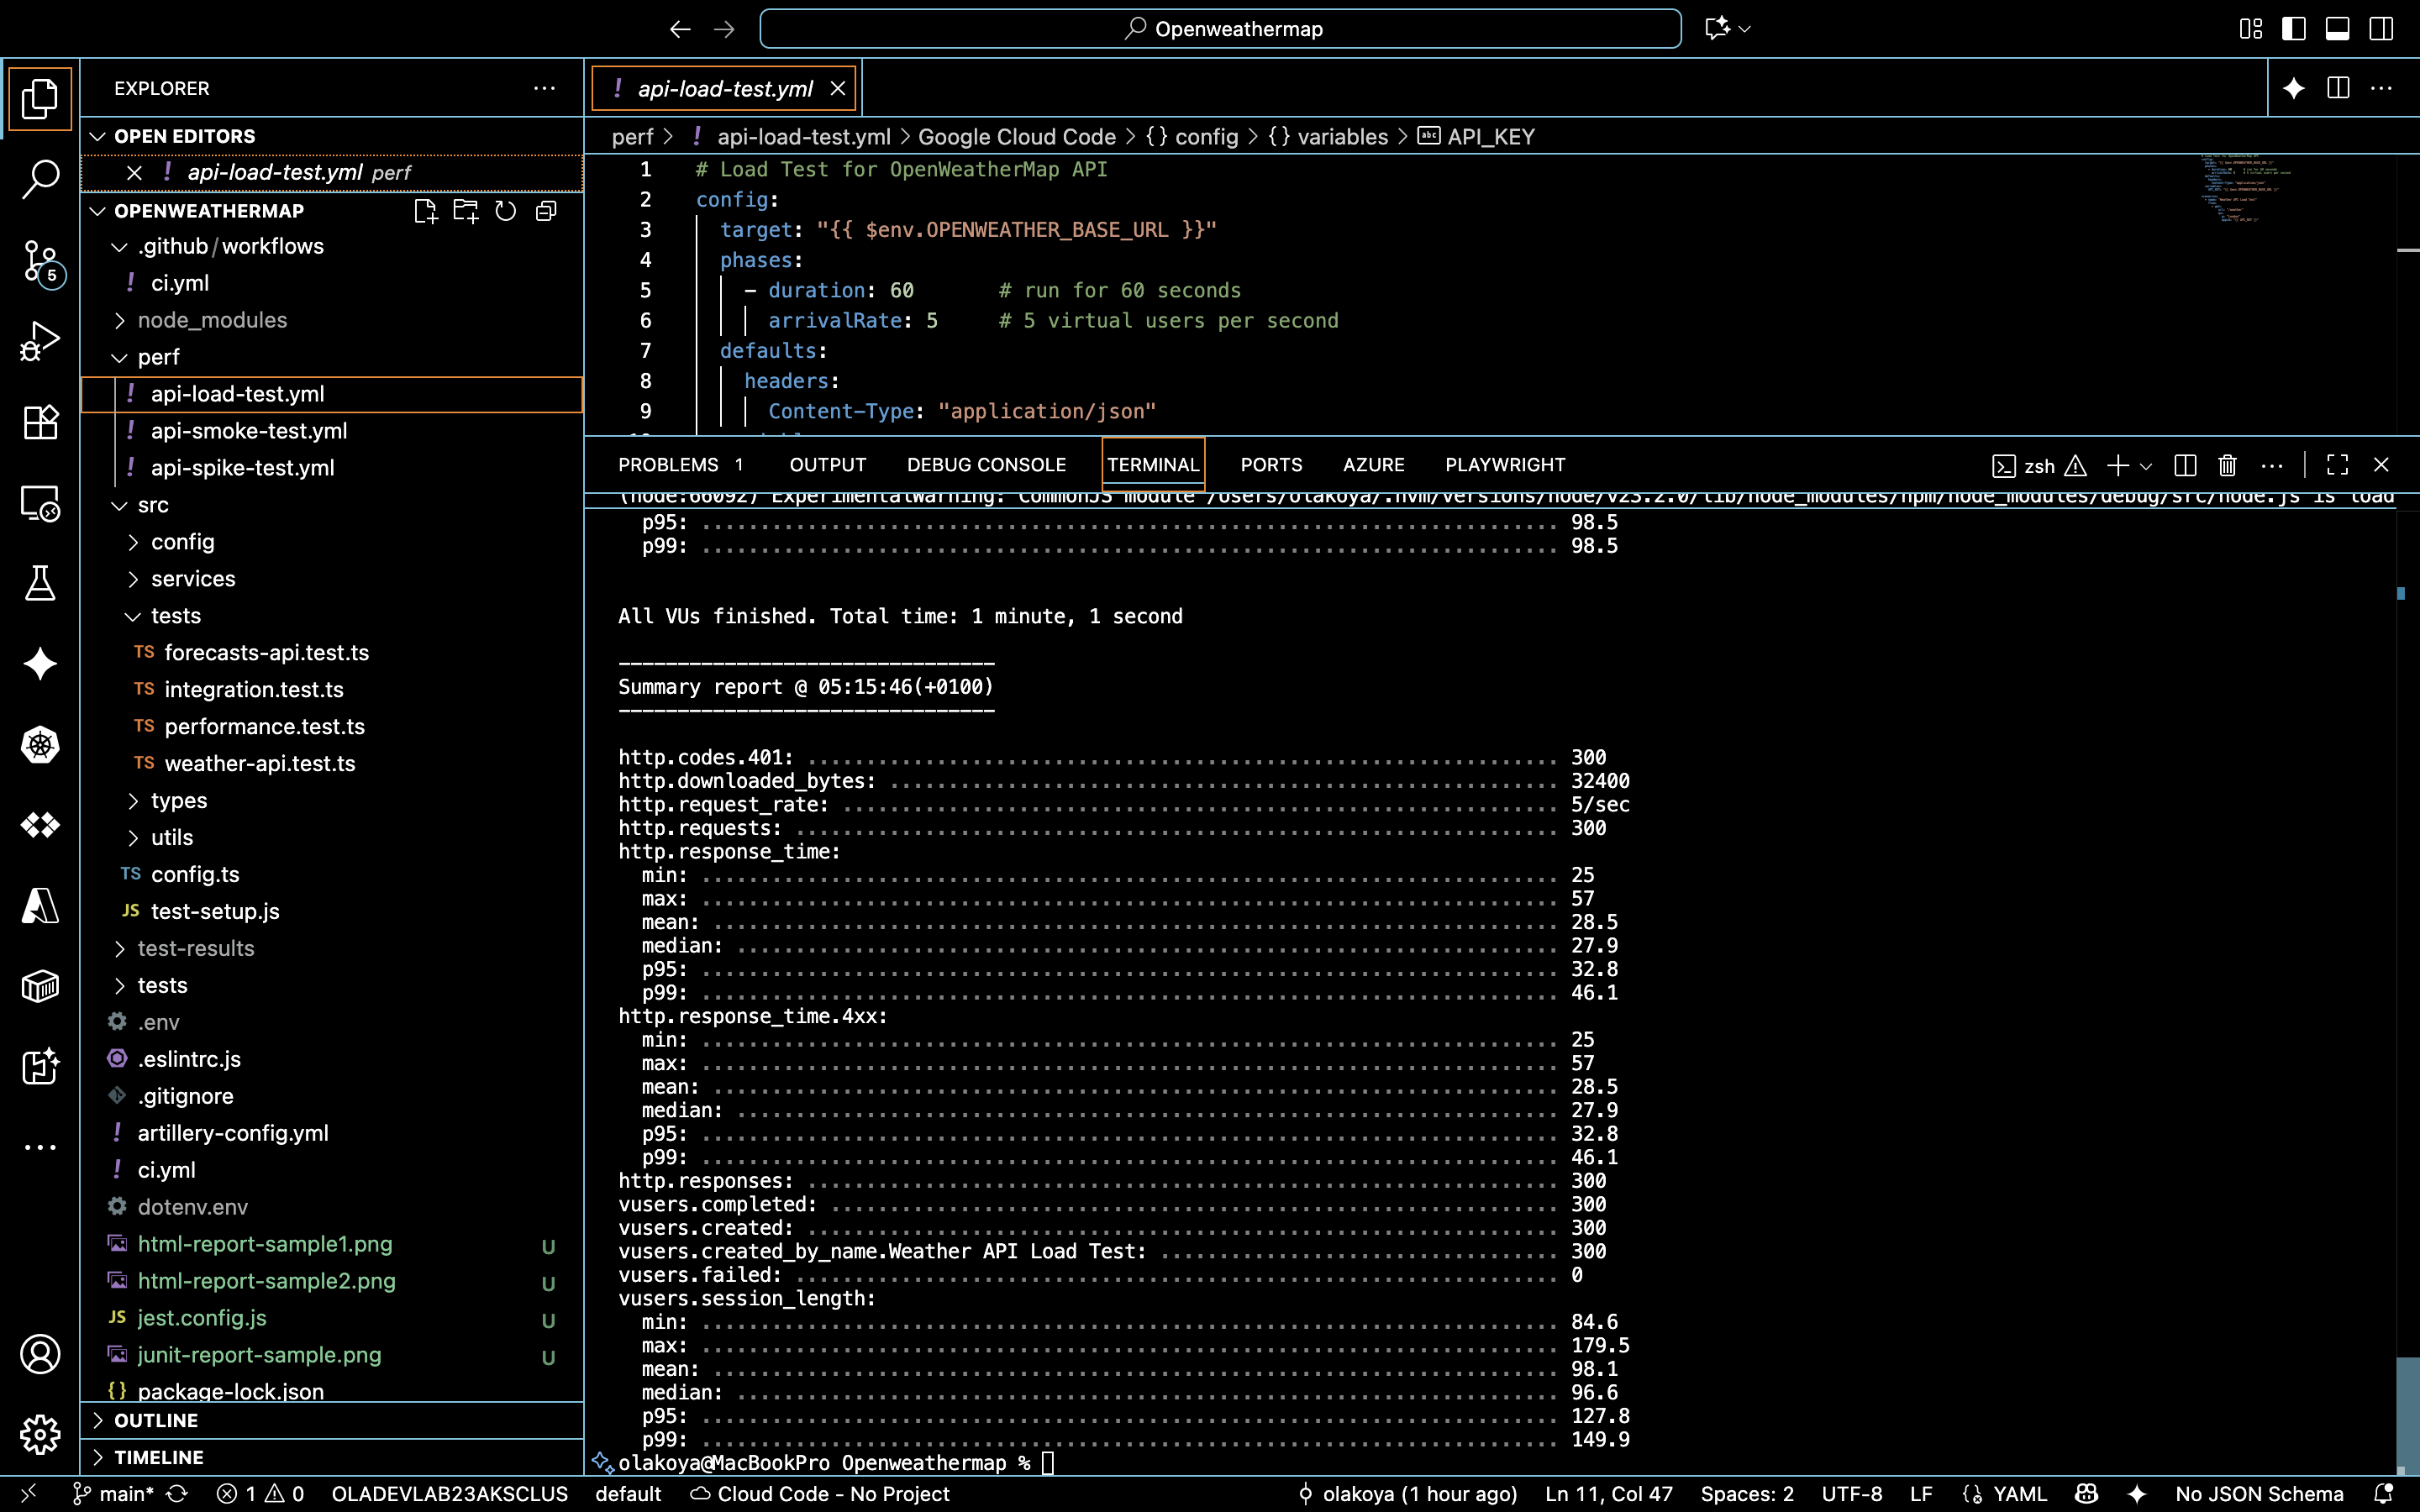 Openweathermap
EXPLORER
OPEN EDITORS
api-load-test.yml perf
OPENWEATHERMAP
.github/workflows
! ci.yml
node_modules
perf
! api-load-test.yml
! api-smoke-test.yml
! api-spike-test.yml
src
config
services
tests
TS forecasts-api.test.ts
TS integration.test.ts
TS performance.test.ts
TS weather-api.test.ts
types
utils
TS config.ts
JS test-setup.js
test-results
tests
.env
.eslintrc.js
.gitignore
! artillery-config.yml
! ci.yml
dotenv.env
html-report-sample1.png U
html-report-sample2.png U
JS jest.config.js U
junit-report-sample.png U
{} package-lock.json
OUTLINE
TIMELINE
5
! api-load-test.yml
perf > ! api-load-test.yml > Google Cloud Code > {} config > {} variables > abc API_KEY
1 # Load Test for OpenWeatherMap API
2 config:
3 target: "{{ $env.OPENWEATHER_BASE_URL }}"
4 phases:
5 - duration: 60 # run for 60 seconds
6 arrivalRate: 5 # 5 virtual users per second
7 defaults:
8 headers:
9 Content-Type: "application/json"
PROBLEMS 1 OUTPUT DEBUG CONSOLE TERMINAL PORTS AZURE PLAYWRIGHT zsh
(node:66092) ExperimentalWarning: CommonJS module /Users/olakoya/.nvm/versions/node/v23.2.0/lib/node_modules/npm/node_modules/debug/src/node.js is load
p95: ......................................................................... 98.5
p99: ......................................................................... 98.5
All VUs finished. Total time: 1 minute, 1 second
--------------------------------
Summary report @ 05:15:46(+0100)
--------------------------------
http.codes.401: ................................................................ 300
http.downloaded_bytes: ......................................................... 32400
http.request_rate: ............................................................. 5/sec
http.requests: ................................................................. 300
http.response_time:
min: ......................................................................... 25
max: ......................................................................... 57
mean: ........................................................................ 28.5
median: ...................................................................... 27.9
p95: ......................................................................... 32.8
p99: ......................................................................... 46.1
http.response_time.4xx:
min: ......................................................................... 25
max: ......................................................................... 57
mean: ........................................................................ 28.5
median: ...................................................................... 27.9
p95: ......................................................................... 32.8
p99: ......................................................................... 46.1
http.responses: ................................................................ 300
vusers.completed: .............................................................. 300
vusers.created: ................................................................ 300
vusers.created_by_name.Weather API Load Test: .................................. 300
vusers.failed: ................................................................. 0
vusers.session_length:
min: ......................................................................... 84.6
max: ......................................................................... 179.5
mean: ........................................................................ 98.1
median: ...................................................................... 96.6
p95: ......................................................................... 127.8
p99: ......................................................................... 149.9
olakoya@MacBookPro Openweathermap %
main* 1 0 OLADEVLAB23AKSCLUS default Cloud Code - No Project olakoya (1 hour ago) Ln 11, Col 47 Spaces: 2 UTF-8 LF YAML No JSON Schema